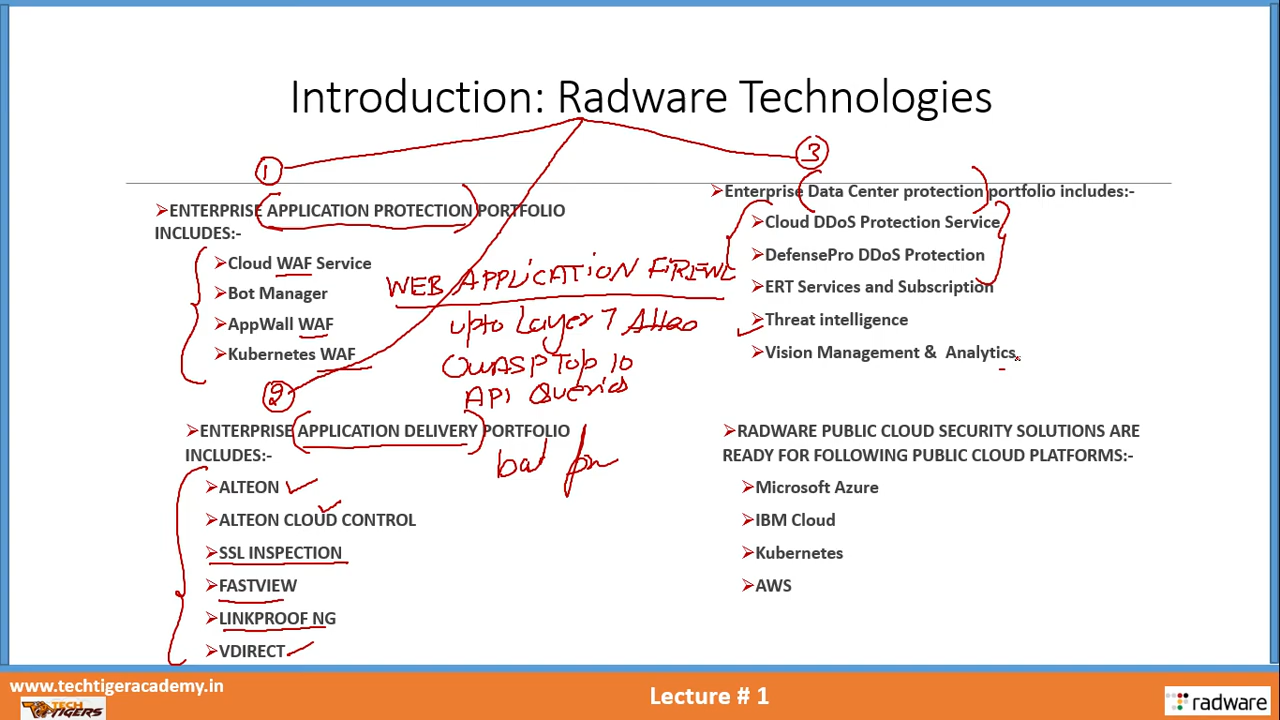 Introduction: Radware Technologies
1
➢ENTERPRISE APPLICATION PROTECTION PORTFOLIO
INCLUDES:-
➢Cloud WAF Service
➢Bot Manager
➢AppWall WAF
➢Kubernetes WAF
WEB APPLICATION FIREWL
upto Layer 7
OWASP Top 10
API Queries
2
➢ENTERPRISE APPLICATION DELIVERY PORTFOLIO
INCLUDES:-
bad
➢ALTEON
➢ALTEON CLOUD CONTROL
➢SSL INSPECTION
➢FASTVIEW
➢LINKPROOF NG
➢VDIRECT
3
➢Enterprise Data Center protection portfolio includes:-
➢Cloud DDoS Protection Service
➢DefensePro DDoS Protection
➢ERT Services and Subscription
➢Threat intelligence
➢Vision Management & Analytics
➢RADWARE PUBLIC CLOUD SECURITY SOLUTIONS ARE
READY FOR FOLLOWING PUBLIC CLOUD PLATFORMS:-
➢Microsoft Azure
➢IBM Cloud
➢Kubernetes
➢AWS
www.techtigeracademy.in
TECH
TIGERS
Lecture # 1
radware